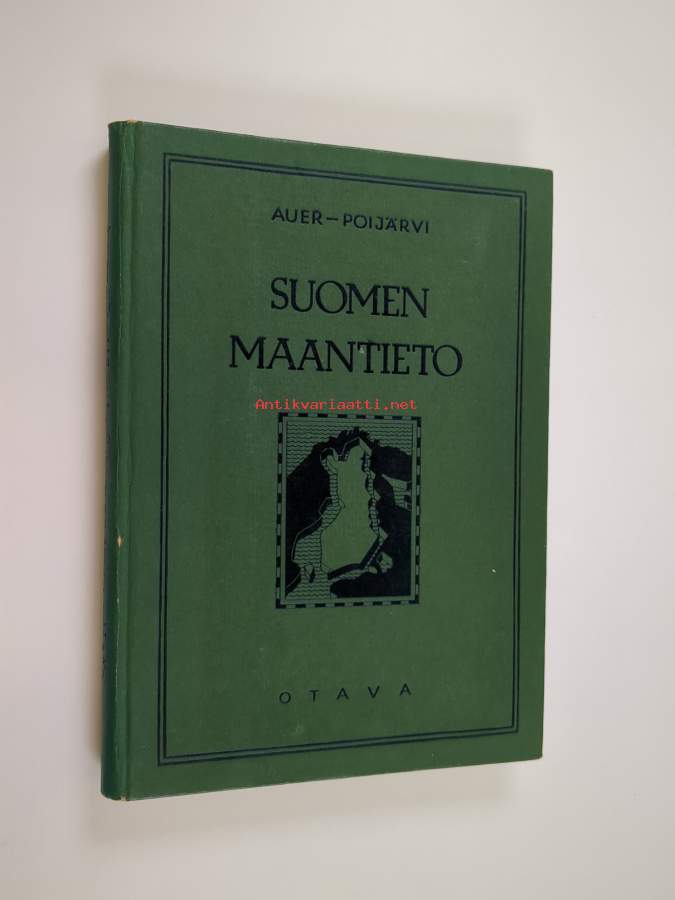 AUER–POIJÄRVI
SUOMEN
MAANTIETO
Antikvariaatti.net
OTAVA